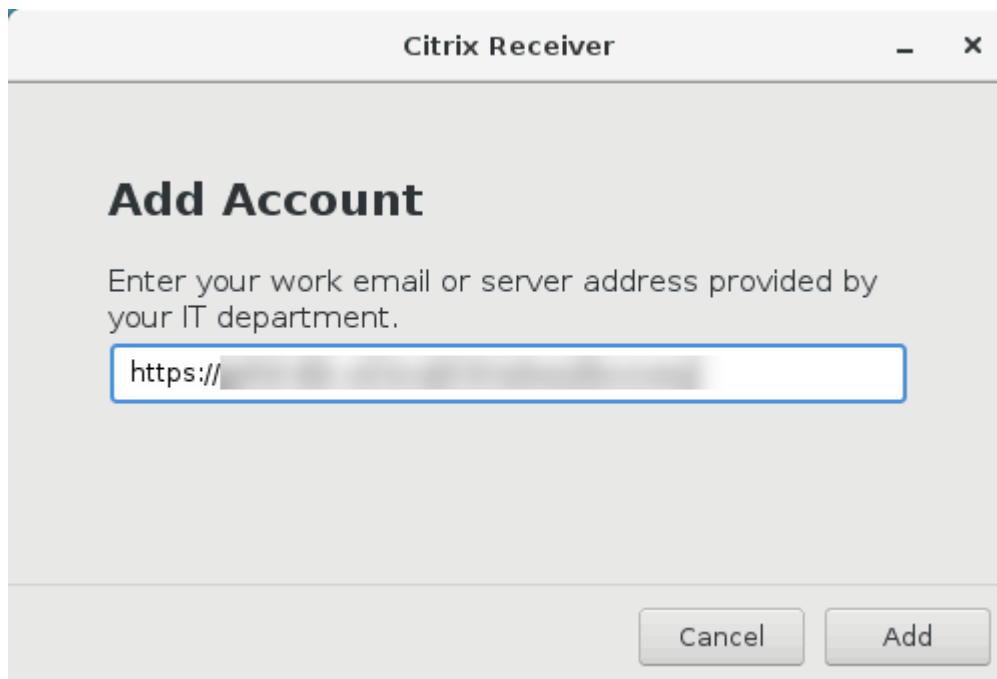 Citrix Receiver
Add Account
Enter your work email or server address provided by
your IT department.
https://
Cancel
Add